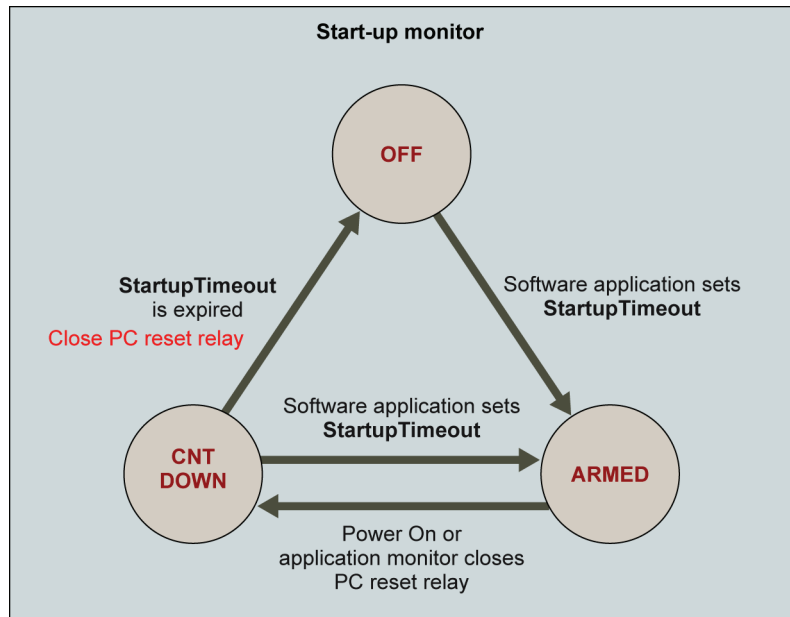 Start-up monitor
OFF
StartupTimeout
is expired
Close PC reset relay
Software application sets
StartupTimeout
Software application sets
StartupTimeout
CNT
DOWN
ARMED
Power On or
application monitor closes
PC reset relay